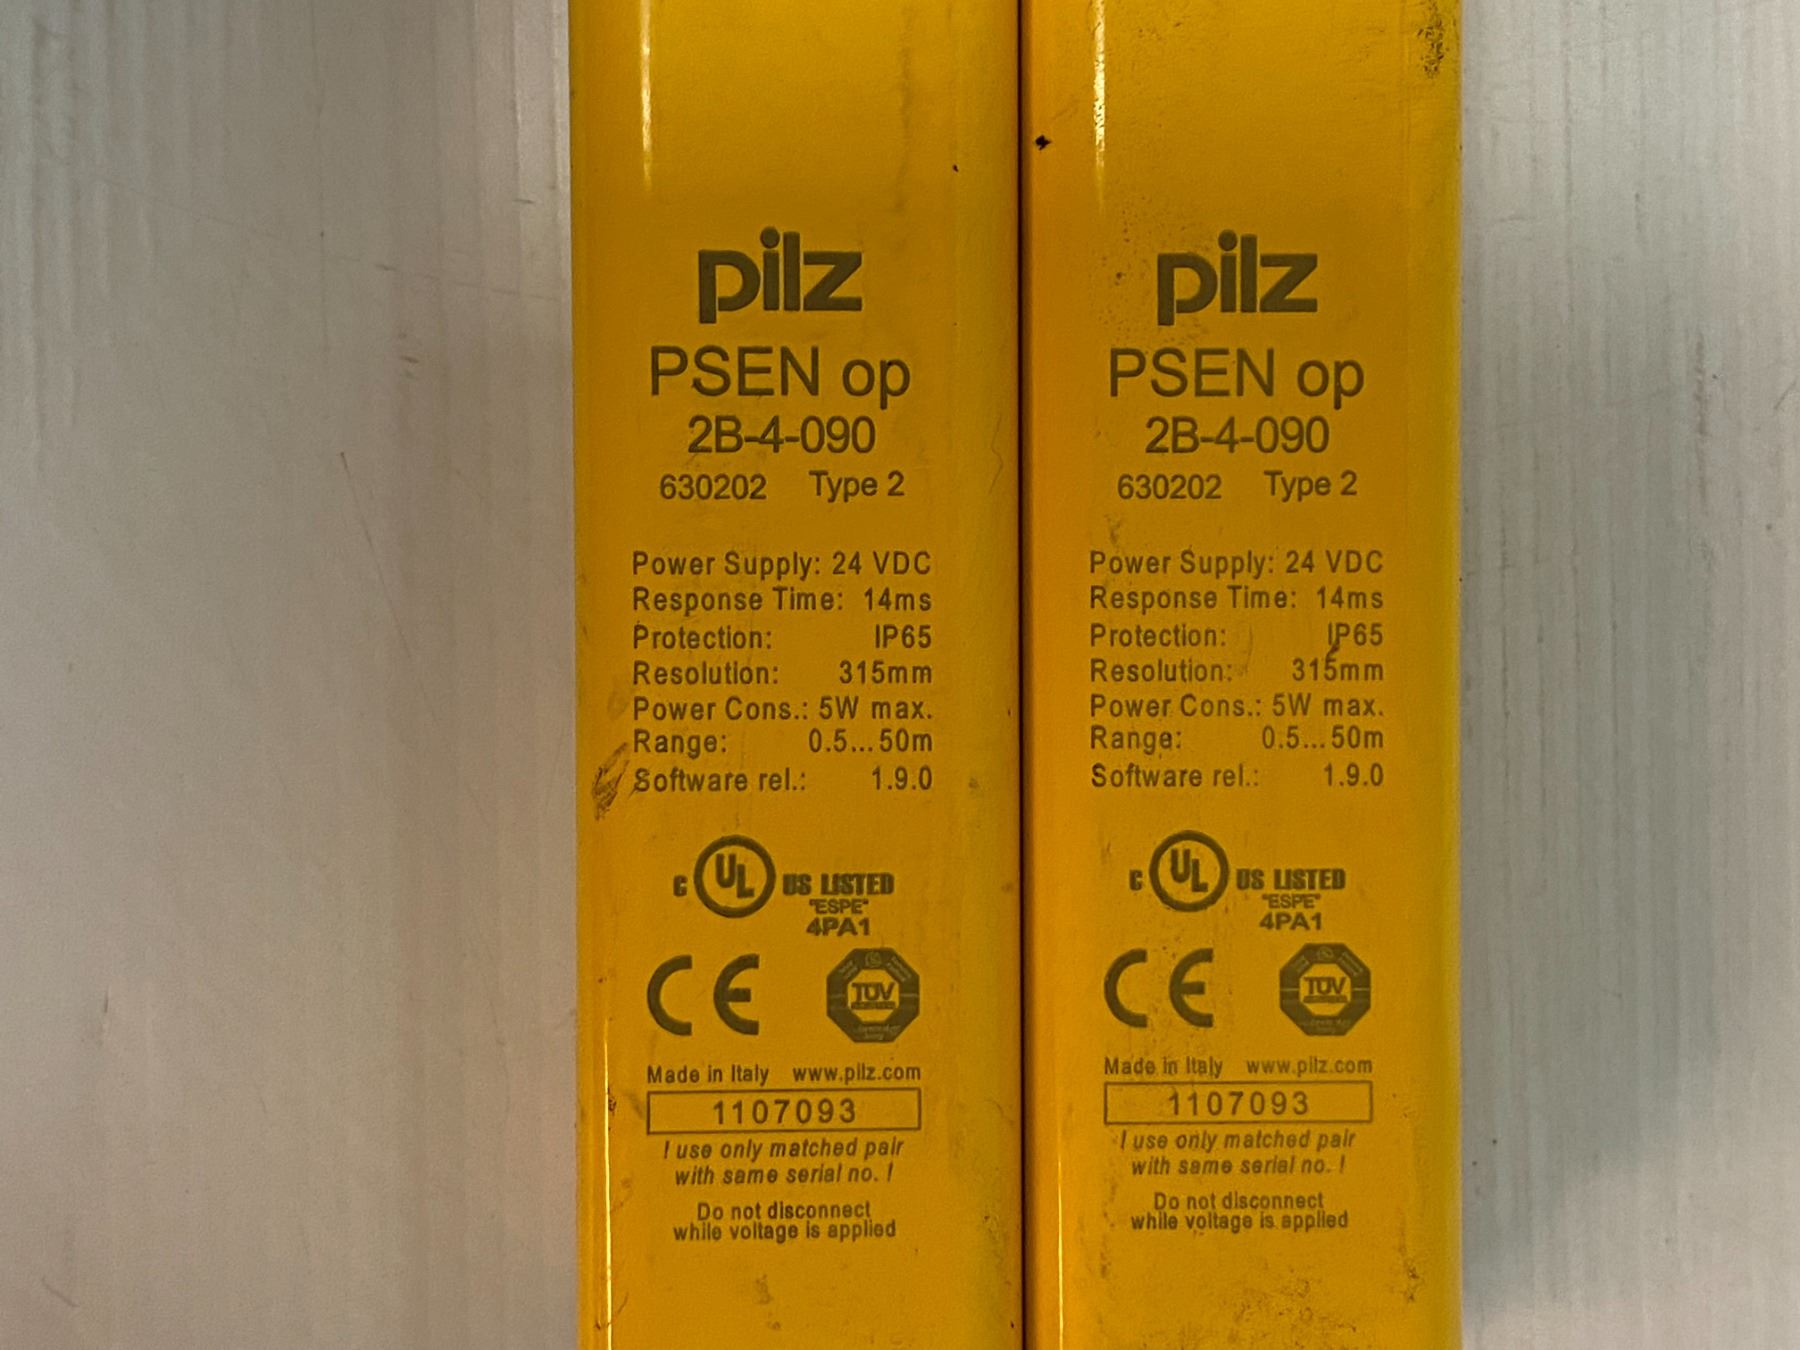 pilz
PSEN op
2B-4-090
630202 Type 2
Power Supply: 24 VDC
Response Time: 14ms
Protection: IP65
Resolution: 315mm
Power Cons.: 5W max.
Range: 0.5...50m
Software rel.: 1.9.0
C UL US LISTED
"ESPE"
4PA1
CE TÜV
Made in Italy www.pilz.com
1107093
! use only matched pair
with same serial no. !
Do not disconnect
while voltage is applied
pilz
PSEN op
2B-4-090
630202 Type 2
Power Supply: 24 VDC
Response Time: 14ms
Protection: IP65
Resolution: 315mm
Power Cons.: 5W max.
Range: 0.5...50m
Software rel.: 1.9.0
C UL US LISTED
"ESPE"
4PA1
CE TÜV
Made in Italy www.pilz.com
1107093
! use only matched pair
with same serial no. !
Do not disconnect
while voltage is applied